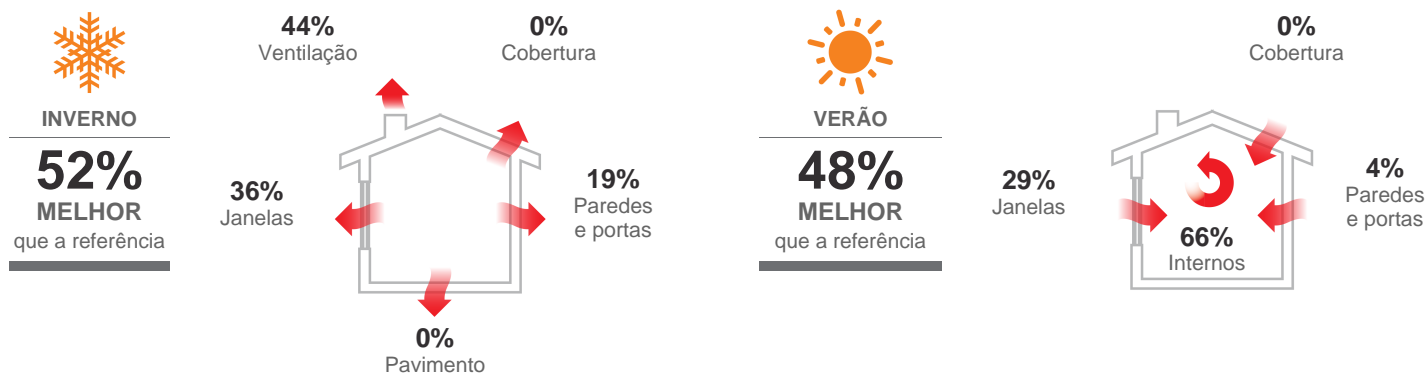 INVERNO
52%
MELHOR
que a referência
44%
Ventilação
0%
Cobertura
36%
Janelas
19%
Paredes
e portas
0%
Pavimento
VERÃO
48%
MELHOR
que a referência
0%
Cobertura
29%
Janelas
4%
Paredes
e portas
66%
Internos